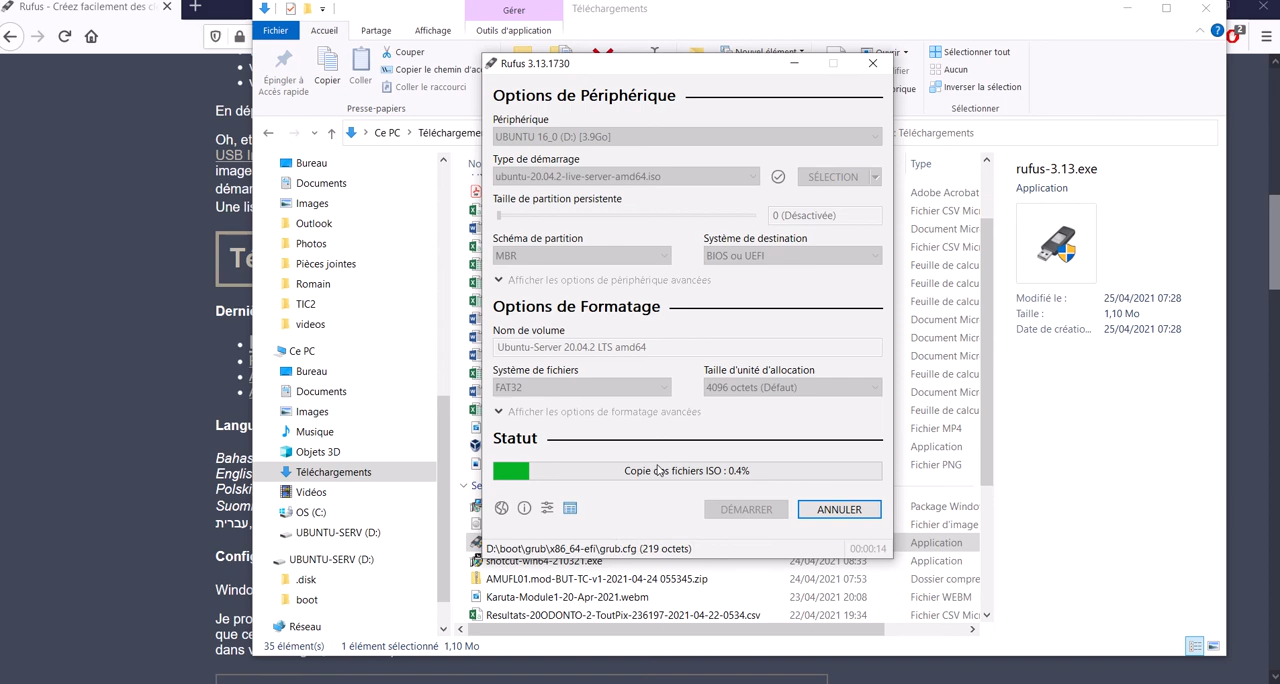 Rufus - Créez facilement des c
Fichier
Accueil
Partage
Affichage
Gérer
Outils d'application
Téléchargements
2
Épingler à
Accès rapide
Copier
Coller
Couper
Copier le chemin d'acc
Coller le raccourci
Presse-papiers
Nouvel élément
Ouvrir
Sélectionner tout
Aucun
Inverser la sélection
Sélectionner
Ce PC
Téléchargeme
Téléchargements
En dé
Oh, et
USB I
image
déma
Une lis
Té
Dernie
Langu
Bahas
English
Polski
Suom
עברית,
Config
Windo
Je pro
que ce
dans v
Bureau
Documents
Images
Outlook
Photos
Pièces jointes
Romain
TIC2
videos
Ce PC
Bureau
Documents
Images
Musique
Objets 3D
Téléchargements
Vidéos
OS (C:)
UBUNTU-SERV (D:)
UBUNTU-SERV (D:)
.disk
boot
Réseau
35 élément(s)
1 élément sélectionné
1,10 Mo
Rufus 3.13.1730
Options de Périphérique
Périphérique
UBUNTU 16_0 (D:) [3.9Go]
Type de démarrage
ubuntu-20.04.2-live-server-amd64.iso
SÉLECTION
Taille de partition persistente
0 (Désactivée)
Schéma de partition
Système de destination
MBR
BIOS ou UEFI
Afficher les options de périphérique avancées
Options de Formatage
Nom de volume
Ubuntu-Server 20.04.2 LTS amd64
Système de fichiers
Taille d'unité d'allocation
FAT32
4096 octets (Défaut)
Afficher les options de formatage avancées
Statut
Copie des fichiers ISO : 0.4%
DÉMARRER
ANNULER
D:\boot\grub\x86_64-efi\grub.cfg (219 octets)
00:00:14
shotcut-win64-210321.exe
24/04/2021 08:33
Application
AMUFL01.mod-BUT-TC-v1-2021-04-24 055345.zip
24/04/2021 07:53
Dossier compre
Karuta-Module1-20-Apr-2021.webm
23/04/2021 20:08
Fichier WEBM
Resultats-20ODONTO-2-ToutPix-236197-2021-04-22-0534.csv
22/04/2021 19:34
Fichier CSV Micr
Type
Adobe Acrobat
Fichier CSV Micr
Document Micr
Fichier CSV Micr
Feuille de calcu
Feuille de calcu
Feuille de calcu
Document Micr
Document Micr
Document Micr
Feuille de calcu
Document Micr
Feuille de calcu
Fichier MP4
Application
Fichier PNG
Package Windo
Fichier d'image
Application
rufus-3.13.exe
Application
Modifié le :
25/04/2021 07:28
Taille :
1,10 Mo
Date de créatio...
25/04/2021 07:28